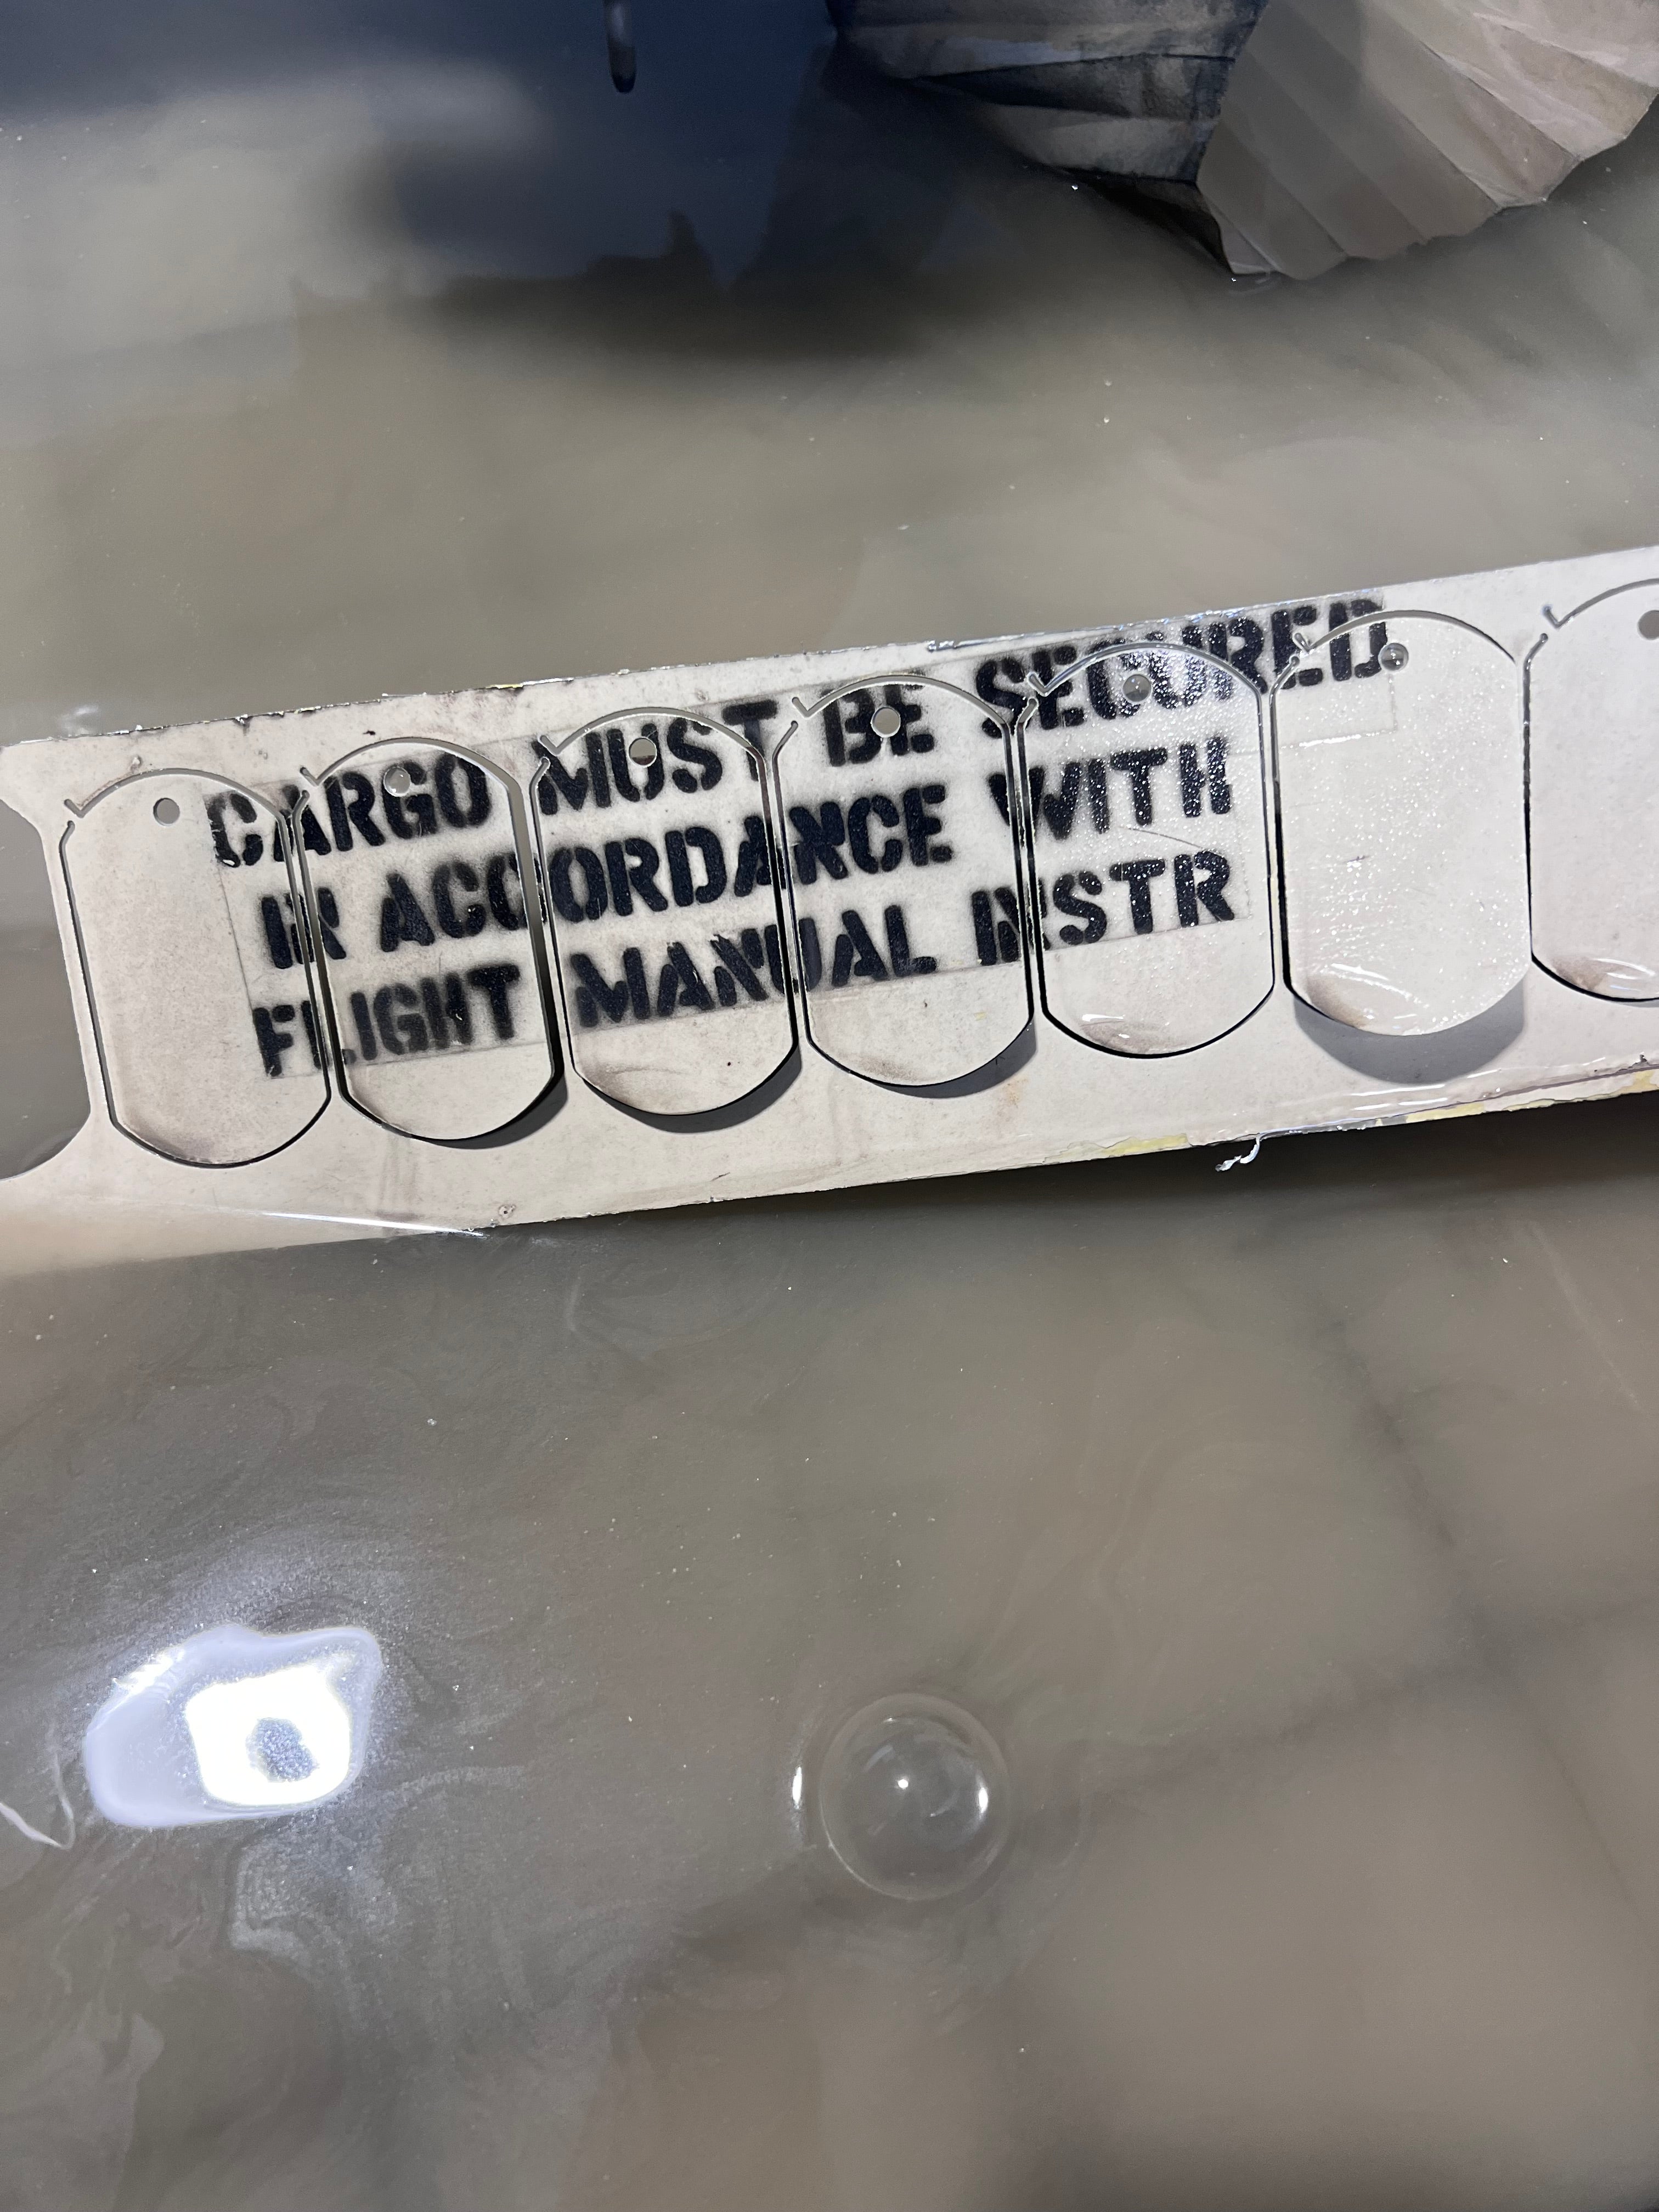 CARGO MUST BE SECURED
IN ACCORDANCE WITH
FLIGHT MANUAL INSTR